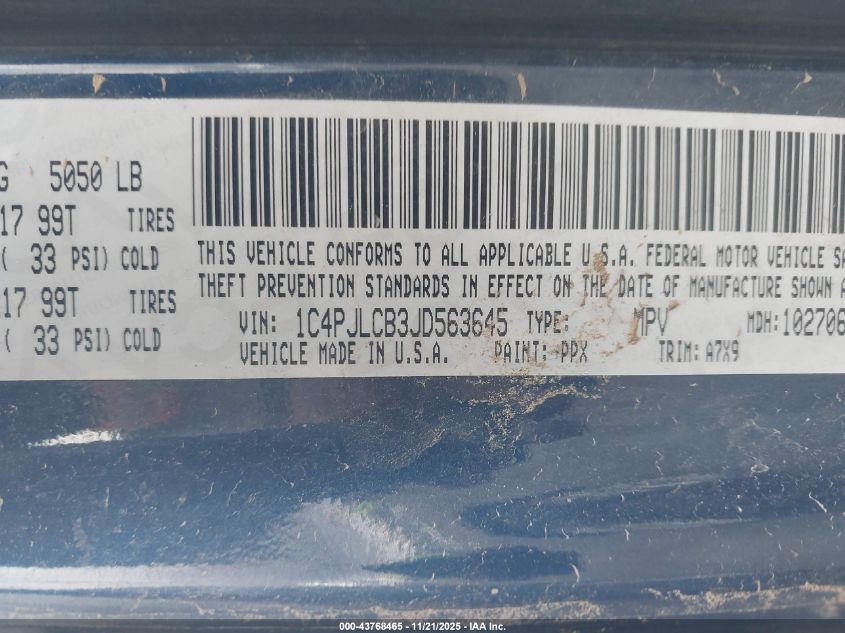 G 5050 LB
17 99T TIRES
( 33 PSI) COLD
17 99T TIRES
( 33 PSI) COLD
THIS VEHICLE CONFORMS TO ALL APPLICABLE U.S.A. FEDERAL MOTOR VEHICLE SA
THEFT PREVENTION STANDARDS IN EFFECT ON THE DATE OF MANUFACTURE SHOWN A
VIN: 1C4PJLCB3JD563645 TYPE: MPV MDH: 102706
VEHICLE MADE IN U.S.A. PAINT: PPX TRIM: A7X9
000-43768465 - 11/21/2025 - IAA Inc.